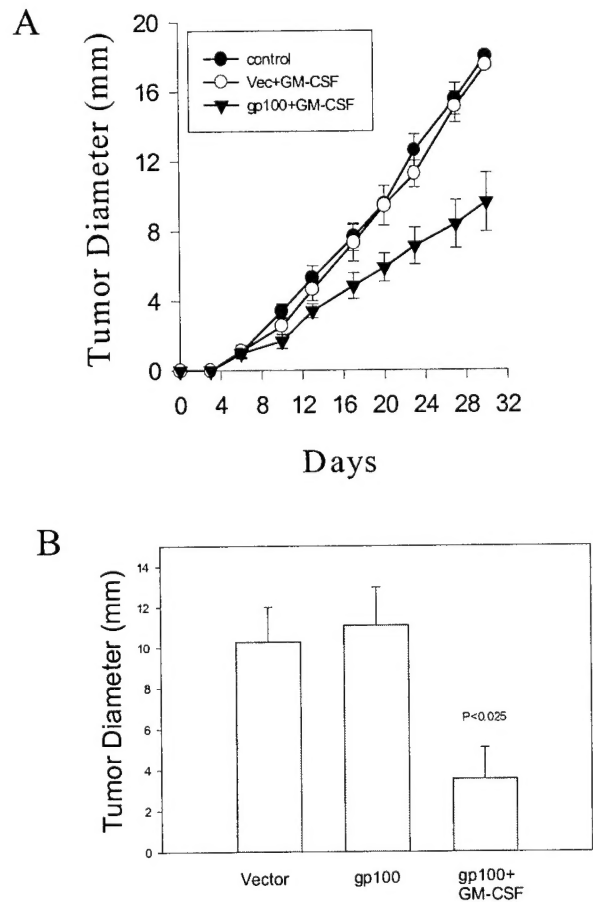 A
20
16
12
8
4
0
control
Vec+GM-CSF
gp100+GM-CSF
Tumor Diameter (mm)
0 4 8 12 16 20 24 28 32
Days
B
14
12
10
8
6
4
2
0
Tumor Diameter (mm)
P<0.025
Vector gp100 gp100+
GM-CSF